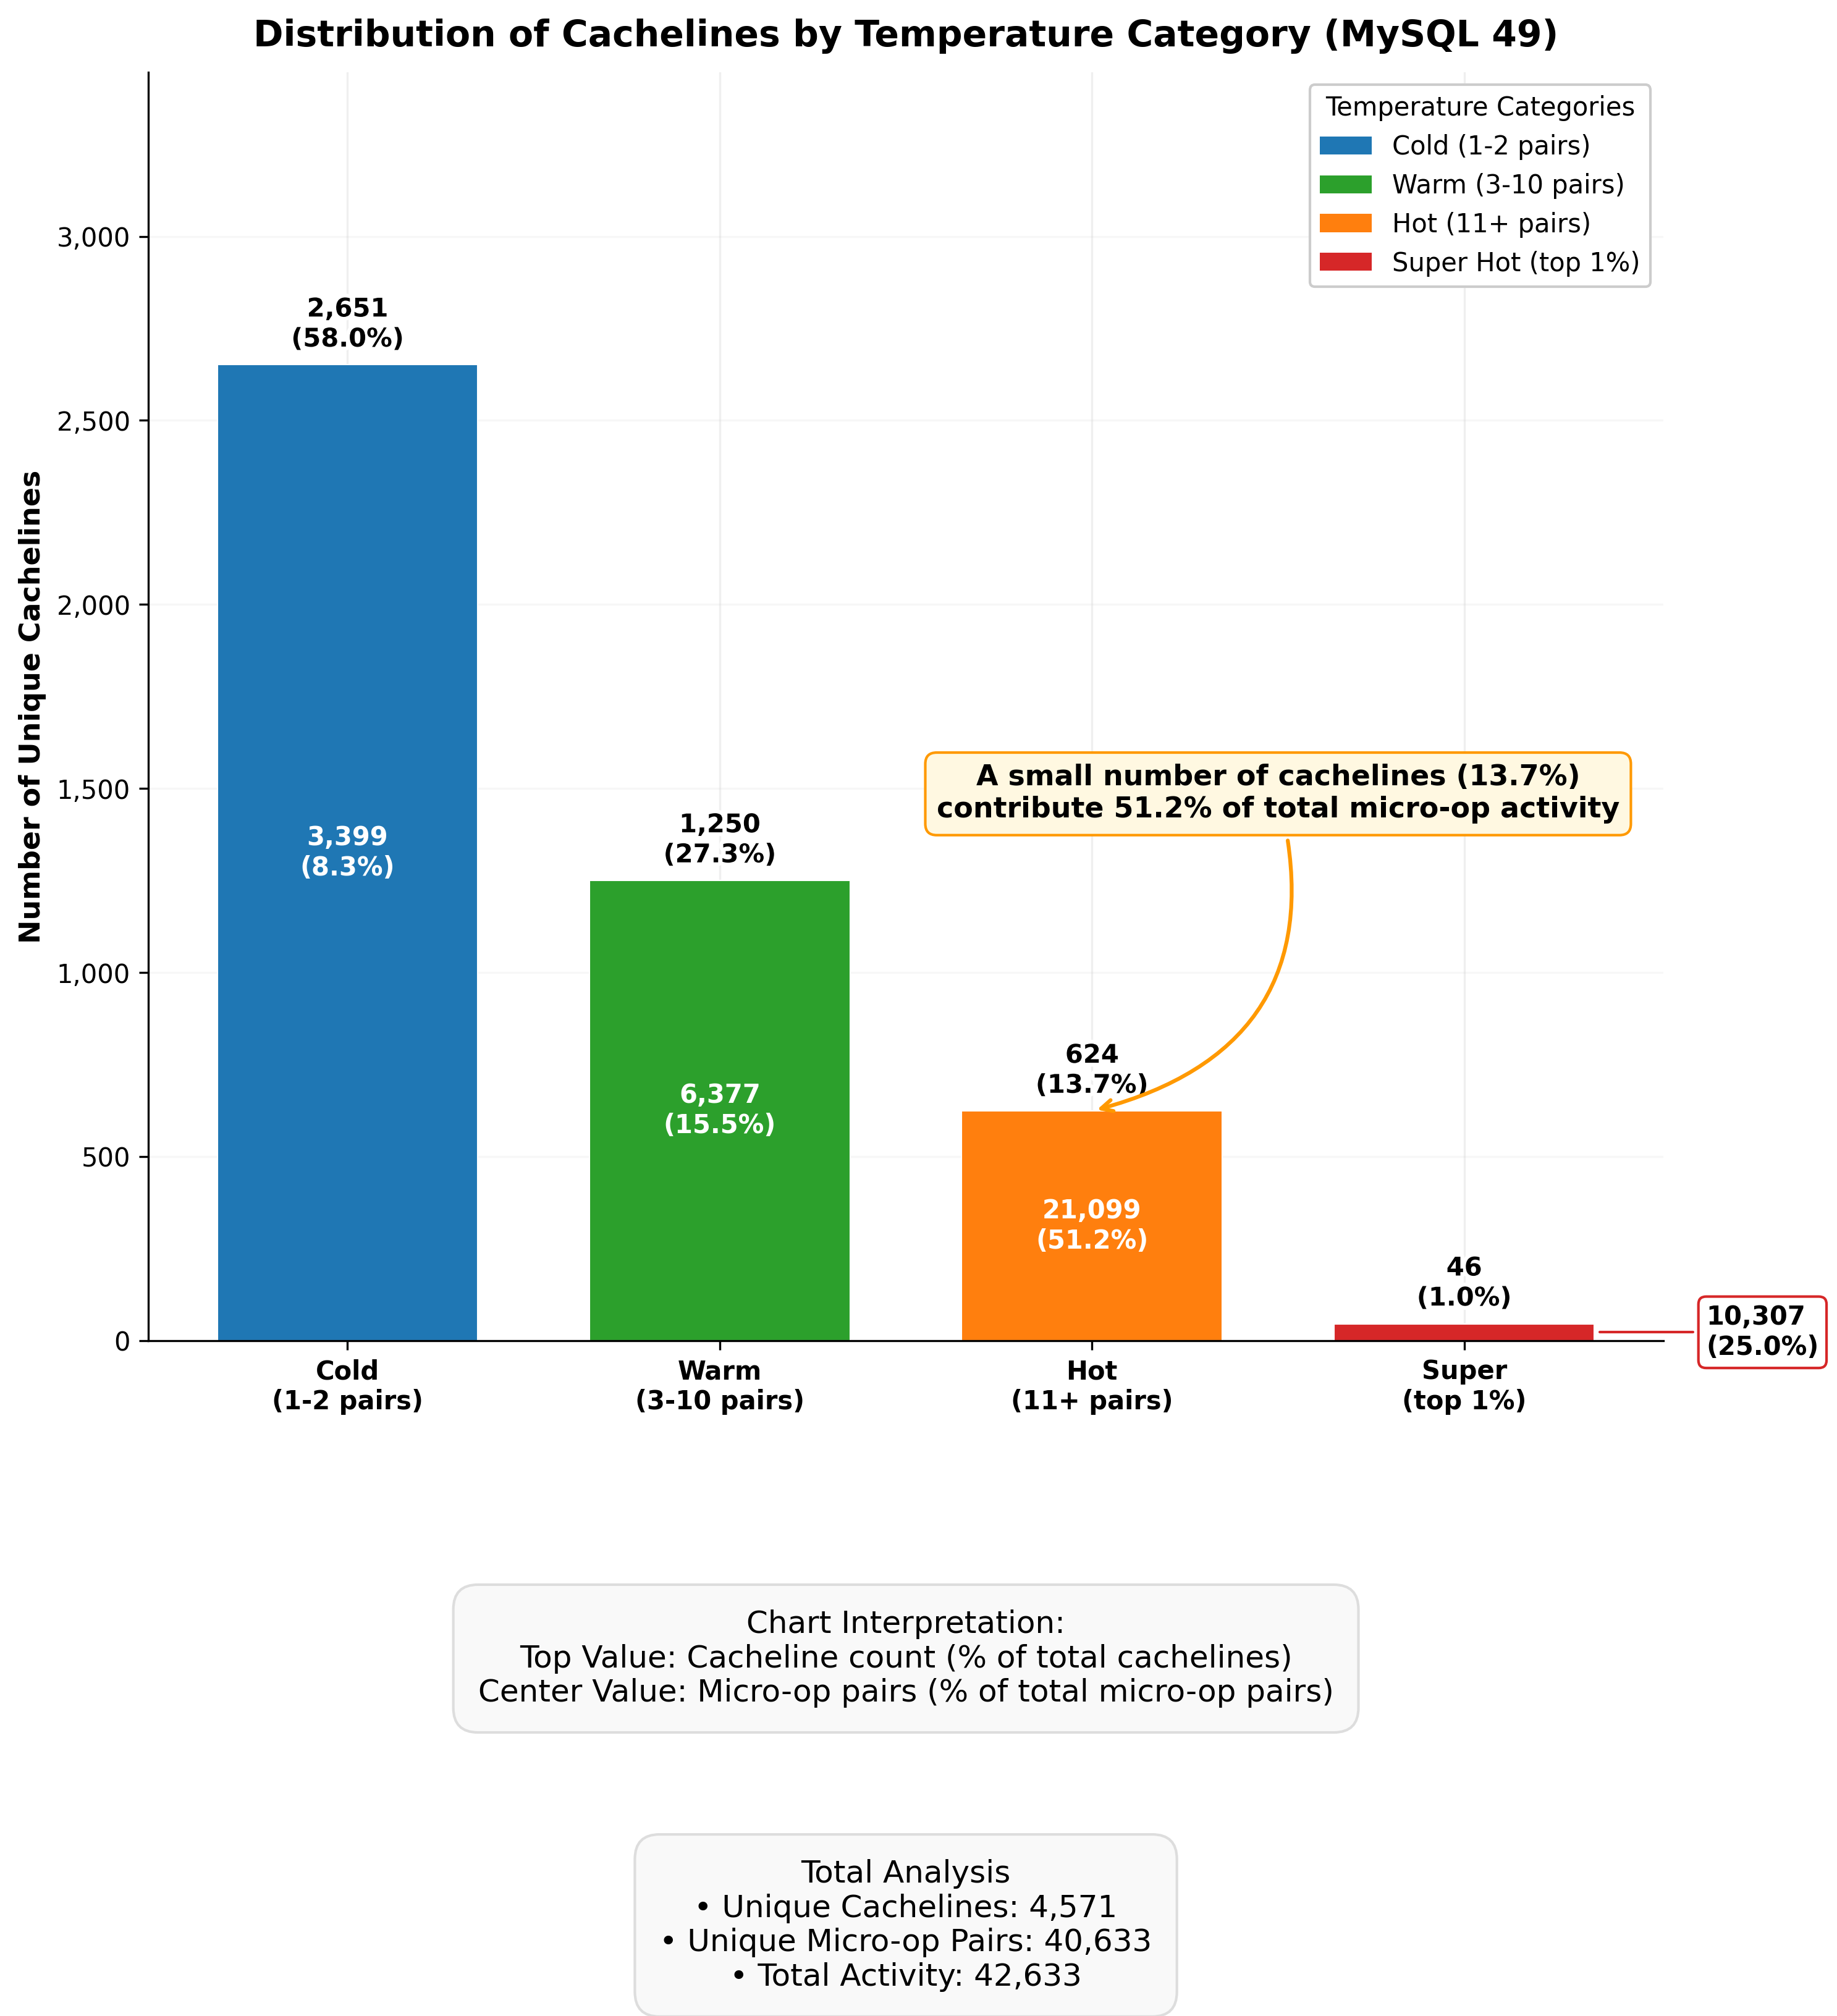 Distribution of Cachelines by Temperature Category (MySQL 49)
Number of Unique Cachelines
3,000
2,500
2,000
1,500
1,000
500
0
Temperature Categories
Cold (1-2 pairs)
Warm (3-10 pairs)
Hot (11+ pairs)
Super Hot (top 1%)
2,651
(58.0%)
3,399
(8.3%)
1,250
(27.3%)
6,377
(15.5%)
A small number of cachelines (13.7%)
contribute 51.2% of total micro-op activity
624
(13.7%)
21,099
(51.2%)
46
(1.0%)
10,307
(25.0%)
Cold
(1-2 pairs)
Warm
(3-10 pairs)
Hot
(11+ pairs)
Super
(top 1%)
Chart Interpretation:
Top Value: Cacheline count (% of total cachelines)
Center Value: Micro-op pairs (% of total micro-op pairs)
Total Analysis
• Unique Cachelines: 4,571
• Unique Micro-op Pairs: 40,633
• Total Activity: 42,633